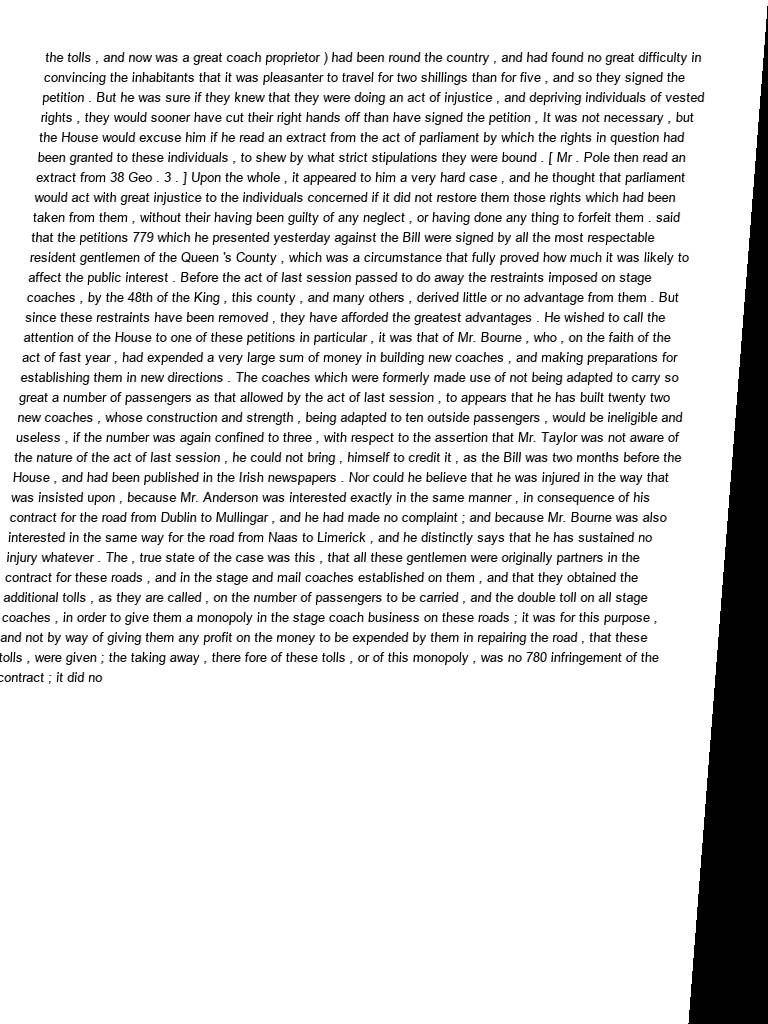 the tolls , and now was a great coach proprietor ) had been round the country , and had found no great difficulty in
convincing the inhabitants that it was pleasanter to travel for two shillings than for five , and so they signed the
petition . But he was sure if they knew that they were doing an act of injustice , and depriving individuals of vested
rights , they would sooner have cut their right hands off than have signed the petition , It was not necessary , but
the House would excuse him if he read an extract from the act of parliament by which the rights in question had
been granted to these individuals , to shew by what strict stipulations they were bound . [ Mr . Pole then read an
extract from 38 Geo . 3 . ] Upon the whole , it appeared to him a very hard case , and he thought that parliament
would act with great injustice to the individuals concerned if it did not restore them those rights which had been
taken from them , without their having been guilty of any neglect , or having done any thing to forfeit them . said
that the petitions 779 which he presented yesterday against the Bill were signed by all the most respectable
resident gentlemen of the Queen 's County , which was a circumstance that fully proved how much it was likely to
affect the public interest . Before the act of last session passed to do away the restraints imposed on stage
coaches , by the 48th of the King , this county , and many others , derived little or no advantage from them . But
since these restraints have been removed , they have afforded the greatest advantages . He wished to call the
attention of the House to one of these petitions in particular , it was that of Mr. Bourne , who , on the faith of the
act of fast year , had expended a very large sum of money in building new coaches , and making preparations for
establishing them in new directions . The coaches which were formerly made use of not being adapted to carry so
great a number of passengers as that allowed by the act of last session , to appears that he has built twenty two
new coaches , whose construction and strength , being adapted to ten outside passengers , would be ineligible and
useless , if the number was again confined to three , with respect to the assertion that Mr. Taylor was not aware of
the nature of the act of last session , he could not bring , himself to credit it , as the Bill was two months before the
House , and had been published in the Irish newspapers . Nor could he believe that he was injured in the way that
was insisted upon , because Mr. Anderson was interested exactly in the same manner , in consequence of his
contract for the road from Dublin to Mullingar , and he had made no complaint ; and because Mr. Bourne was also
interested in the same way for the road from Naas to Limerick , and he distinctly says that he has sustained no
injury whatever . The , true state of the case was this , that all these gentlemen were originally partners in the
contract for these roads , and in the stage and mail coaches established on them , and that they obtained the
additional tolls , as they are called , on the number of passengers to be carried , and the double toll on all stage
coaches , in order to give them a monopoly in the stage coach business on these roads ; it was for this purpose ,
and not by way of giving them any profit on the money to be expended by them in repairing the road , that these
tolls , were given ; the taking away , there fore of these tolls , or of this monopoly , was no 780 infringement of the
contract ; it did no